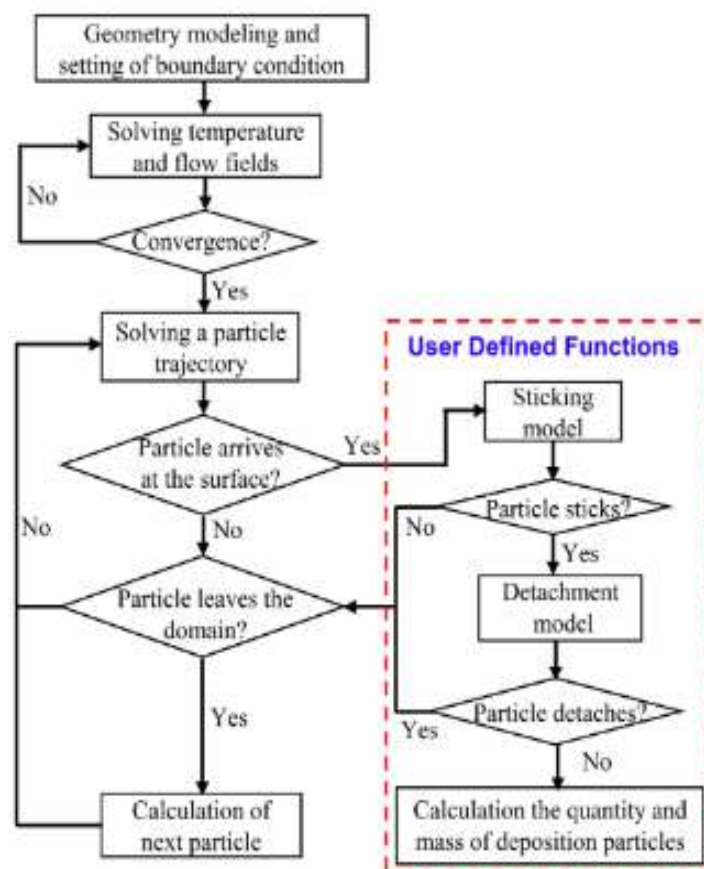 Geometry modeling and
setting of boundary condition
Solving temperature
and flow fields
No
Convergence?
Yes
Solving a particle
trajectory
User Defined Functions
Sticking
model
Particle arrives
at the surface?
Yes
Particle sticks?
No
No
No
Yes
Particle leaves the
domain?
Detachment
model
Yes
Particle detaches?
Yes
No
Calculation of
next particle
Calculation the quantity and
mass of deposition particles